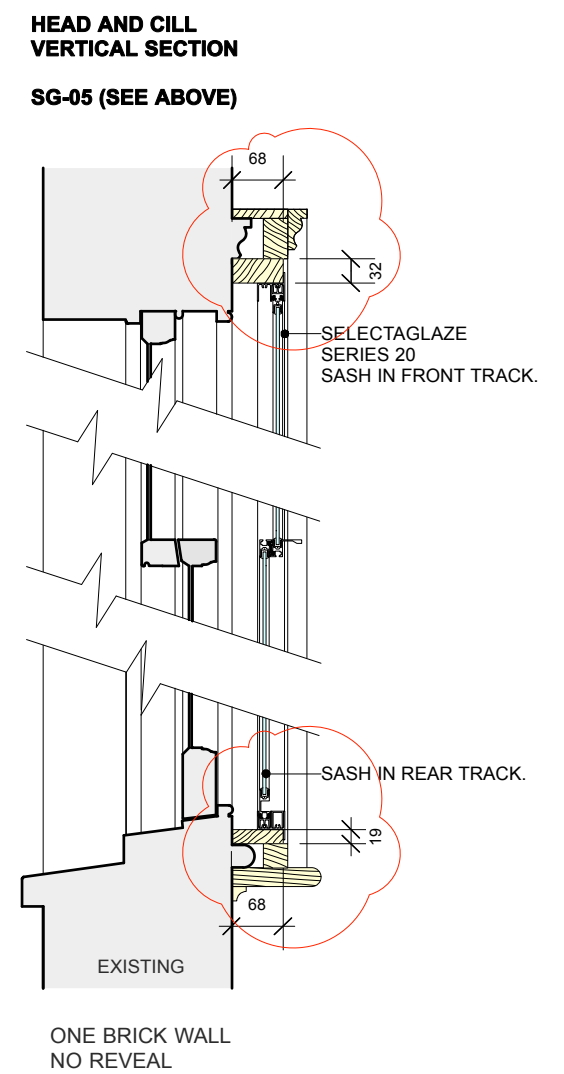 HEAD AND CILL
VERTICAL SECTION
SG-05 (SEE ABOVE)
68
32
SELECTAGLAZE
SERIES 20
SASH IN FRONT TRACK.
SASH IN REAR TRACK.
19
68
EXISTING
ONE BRICK WALL
NO REVEAL